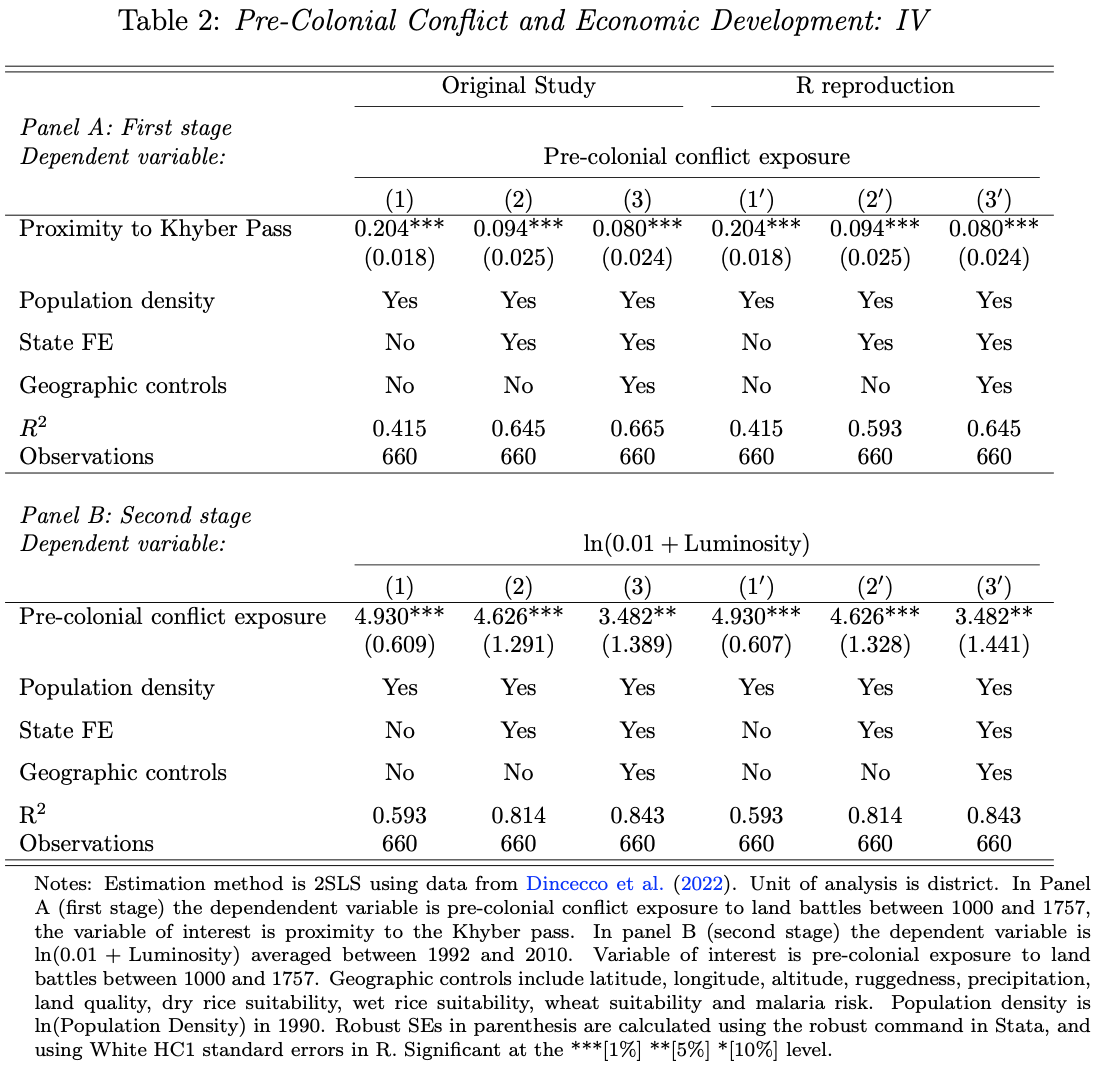 Table 2: Pre-Colonial Conflict and Economic Development: IV
Original Study R reproduction
Panel A: First stage
Dependent variable: Pre-colonial conflict exposure
(1) (2) (3) (1′) (2′) (3′)
Proximity to Khyber Pass 0.204*** 0.094*** 0.080*** 0.204*** 0.094*** 0.080***
(0.018) (0.025) (0.024) (0.018) (0.025) (0.024)
Population density Yes Yes Yes Yes Yes Yes
State FE No Yes Yes No Yes Yes
Geographic controls No No Yes No No Yes
R² 0.415 0.645 0.665 0.415 0.593 0.645
Observations 660 660 660 660 660 660
Panel B: Second stage
Dependent variable: ln(0.01 + Luminosity)
(1) (2) (3) (1′) (2′) (3′)
Pre-colonial conflict exposure 4.930*** 4.626*** 3.482** 4.930*** 4.626*** 3.482**
(0.609) (1.291) (1.389) (0.607) (1.328) (1.441)
Population density Yes Yes Yes Yes Yes Yes
State FE No Yes Yes No Yes Yes
Geographic controls No No Yes No No Yes
R² 0.593 0.814 0.843 0.593 0.814 0.843
Observations 660 660 660 660 660 660
Notes: Estimation method is 2SLS using data from Dincecco et al. (2022). Unit of analysis is district. In Panel
A (first stage) the dependendent variable is pre-colonial conflict exposure to land battles between 1000 and 1757,
the variable of interest is proximity to the Khyber pass. In panel B (second stage) the dependent variable is
ln(0.01 + Luminosity) averaged between 1992 and 2010. Variable of interest is pre-colonial exposure to land
battles between 1000 and 1757. Geographic controls include latitude, longitude, altitude, ruggedness, precipitation,
land quality, dry rice suitability, wet rice suitability, wheat suitability and malaria risk. Population density is
ln(Population Density) in 1990. Robust SEs in parenthesis are calculated using the robust command in Stata, and
using White HC1 standard errors in R. Significant at the ***[1%] **[5%] *[10%] level.